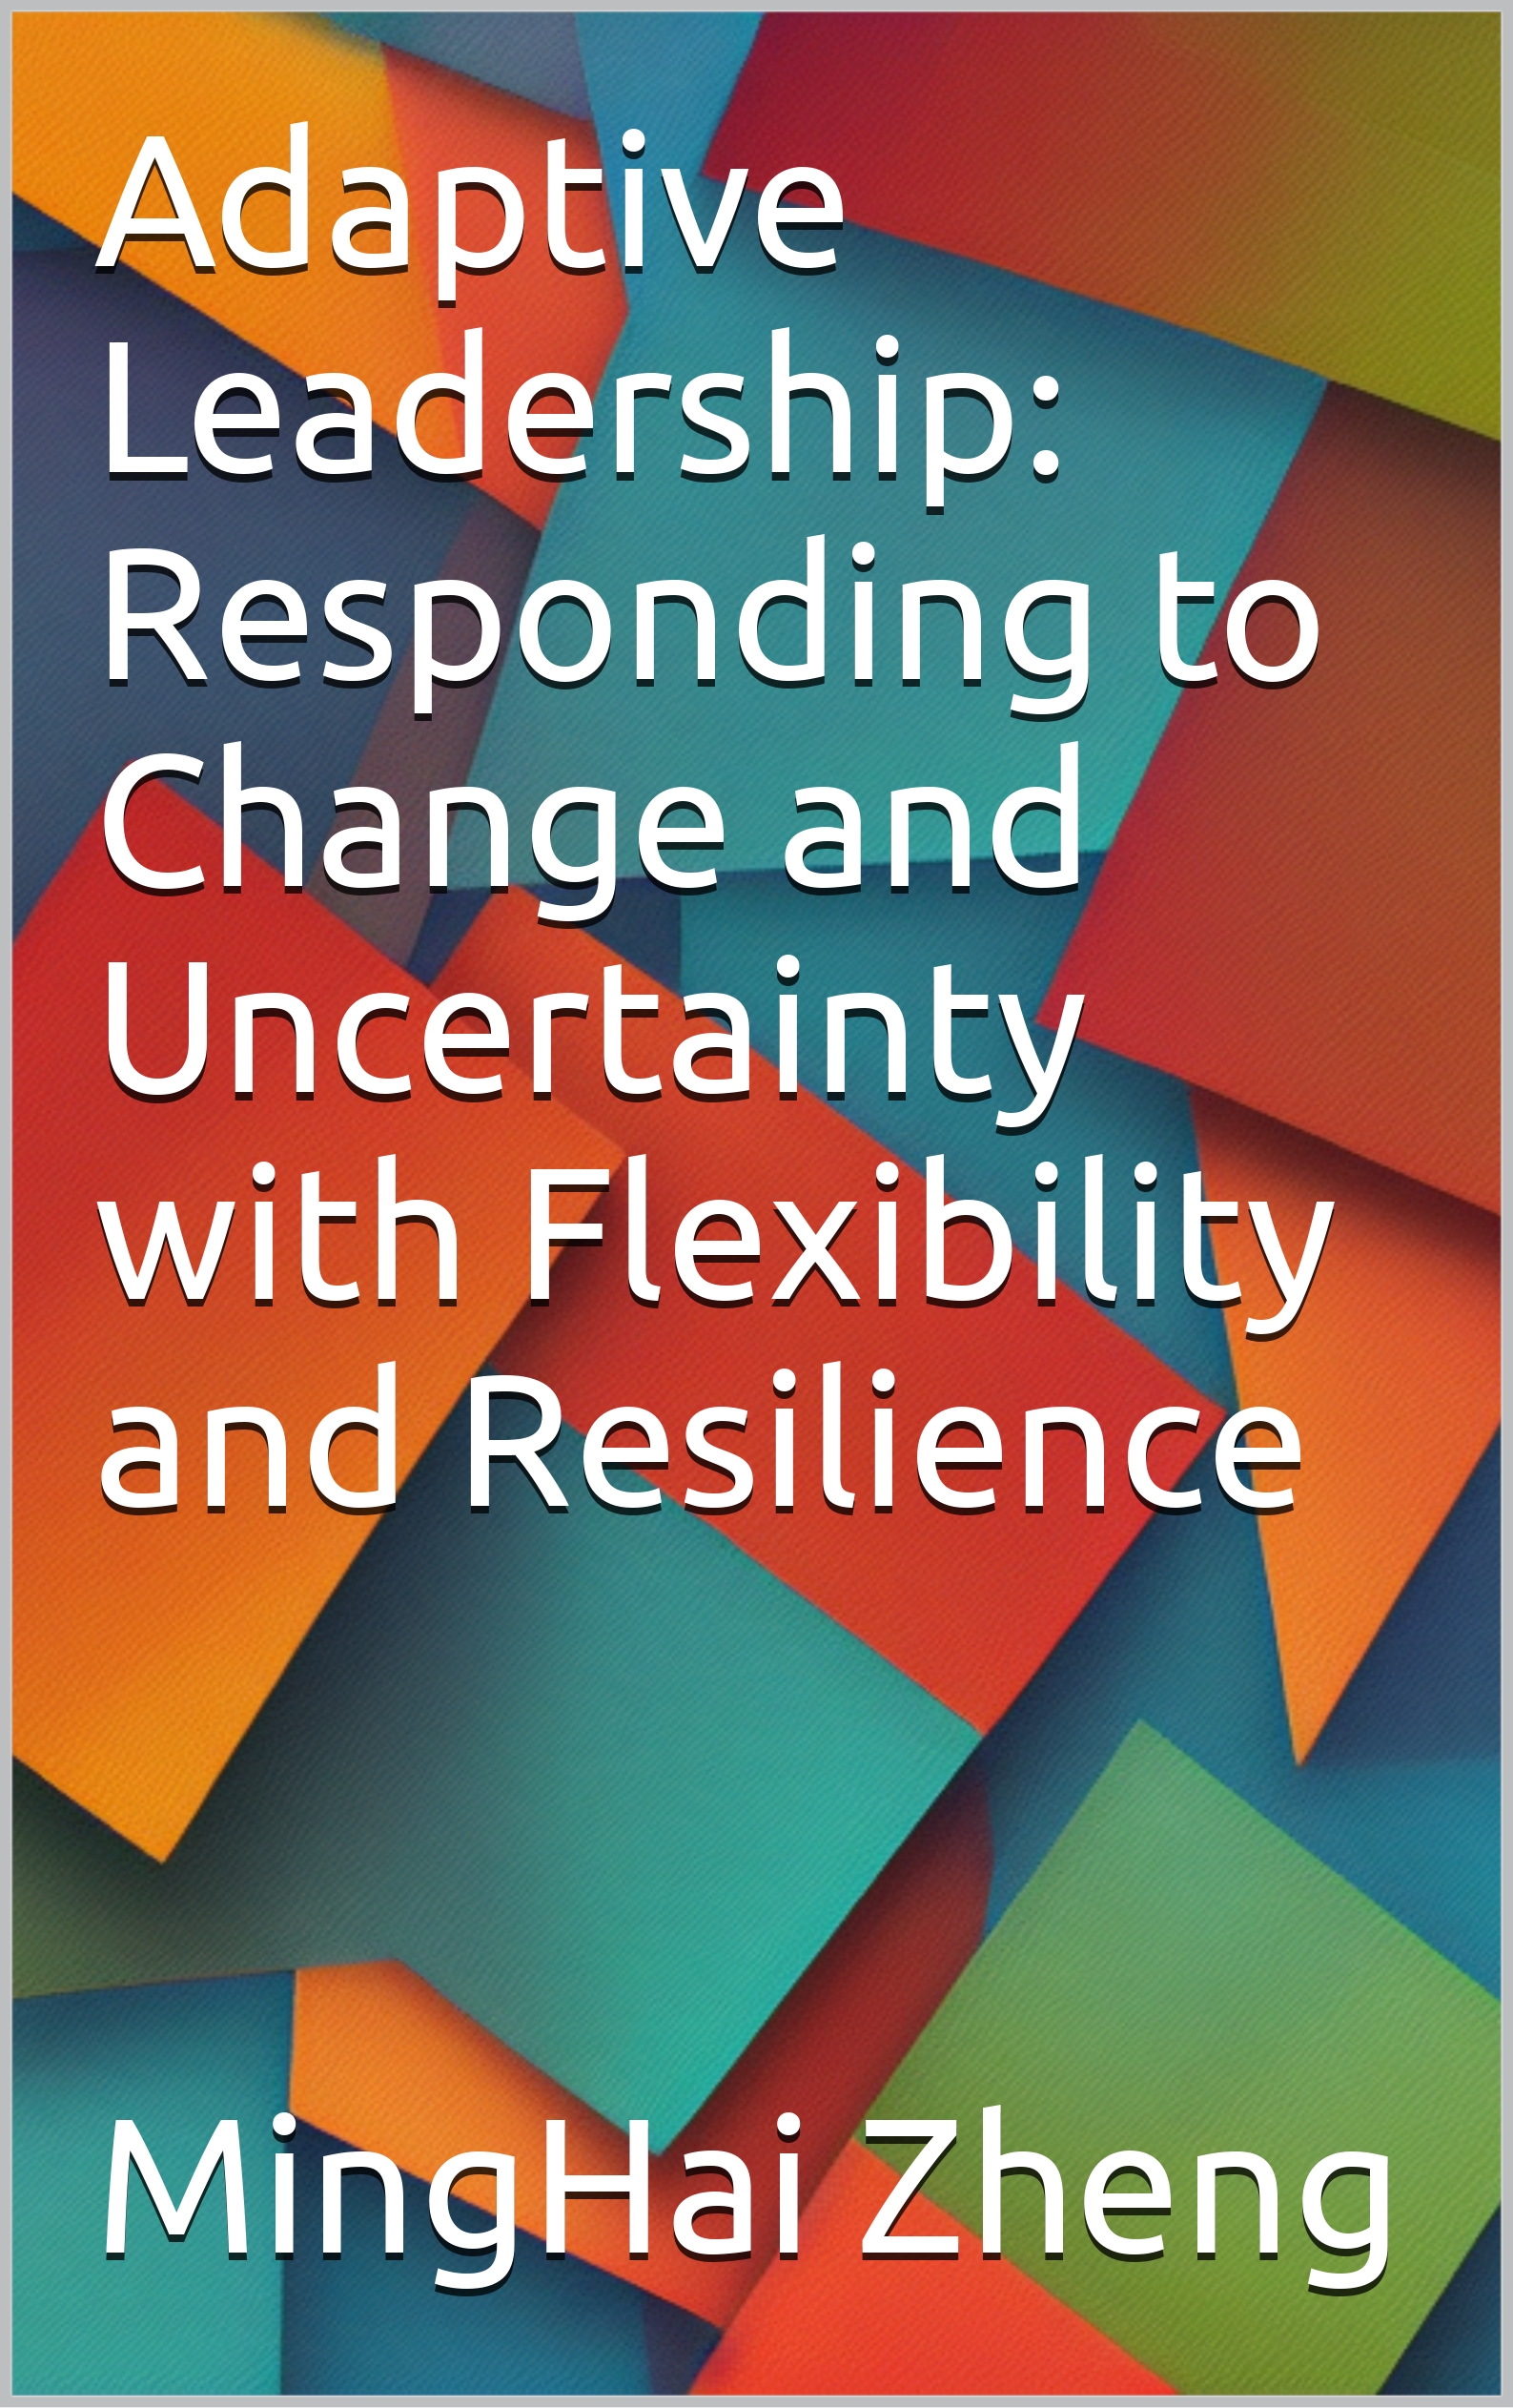 Adaptive
Leadership:
Responding to
Change and
Uncertainty
with Flexibility
and Resilience
MingHai Zheng